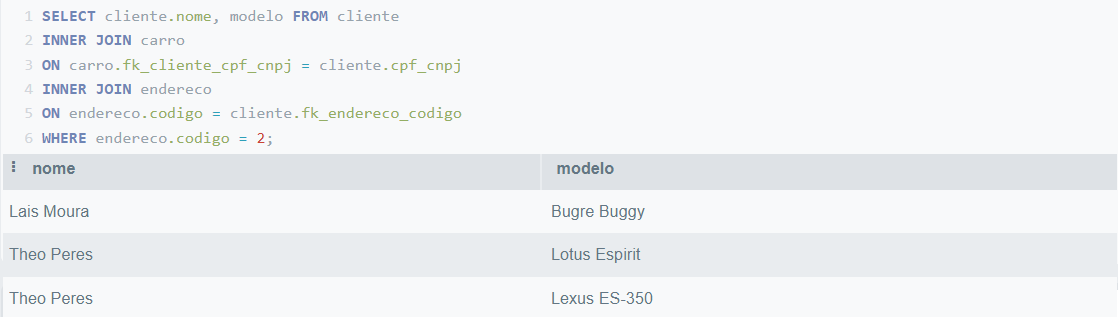 1 SELECT cliente.nome, modelo FROM cliente
2 INNER JOIN carro
3 ON carro.fk_cliente_cpf_cnpj = cliente.cpf_cnpj
4 INNER JOIN endereco
5 ON endereco.codigo = cliente.fk_endereco_codigo
6 WHERE endereco.codigo = 2;
nome modelo
Lais Moura Bugre Buggy
Theo Peres Lotus Espirit
Theo Peres Lexus ES-350